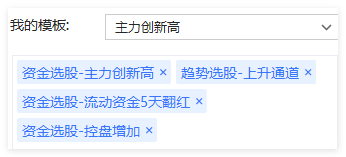 我的模板: 主力创新高
资金选股-主力创新高 × 趋势选股-上升通道 ×
资金选股-流动资金5天翻红 ×
资金选股-控盘增加 ×